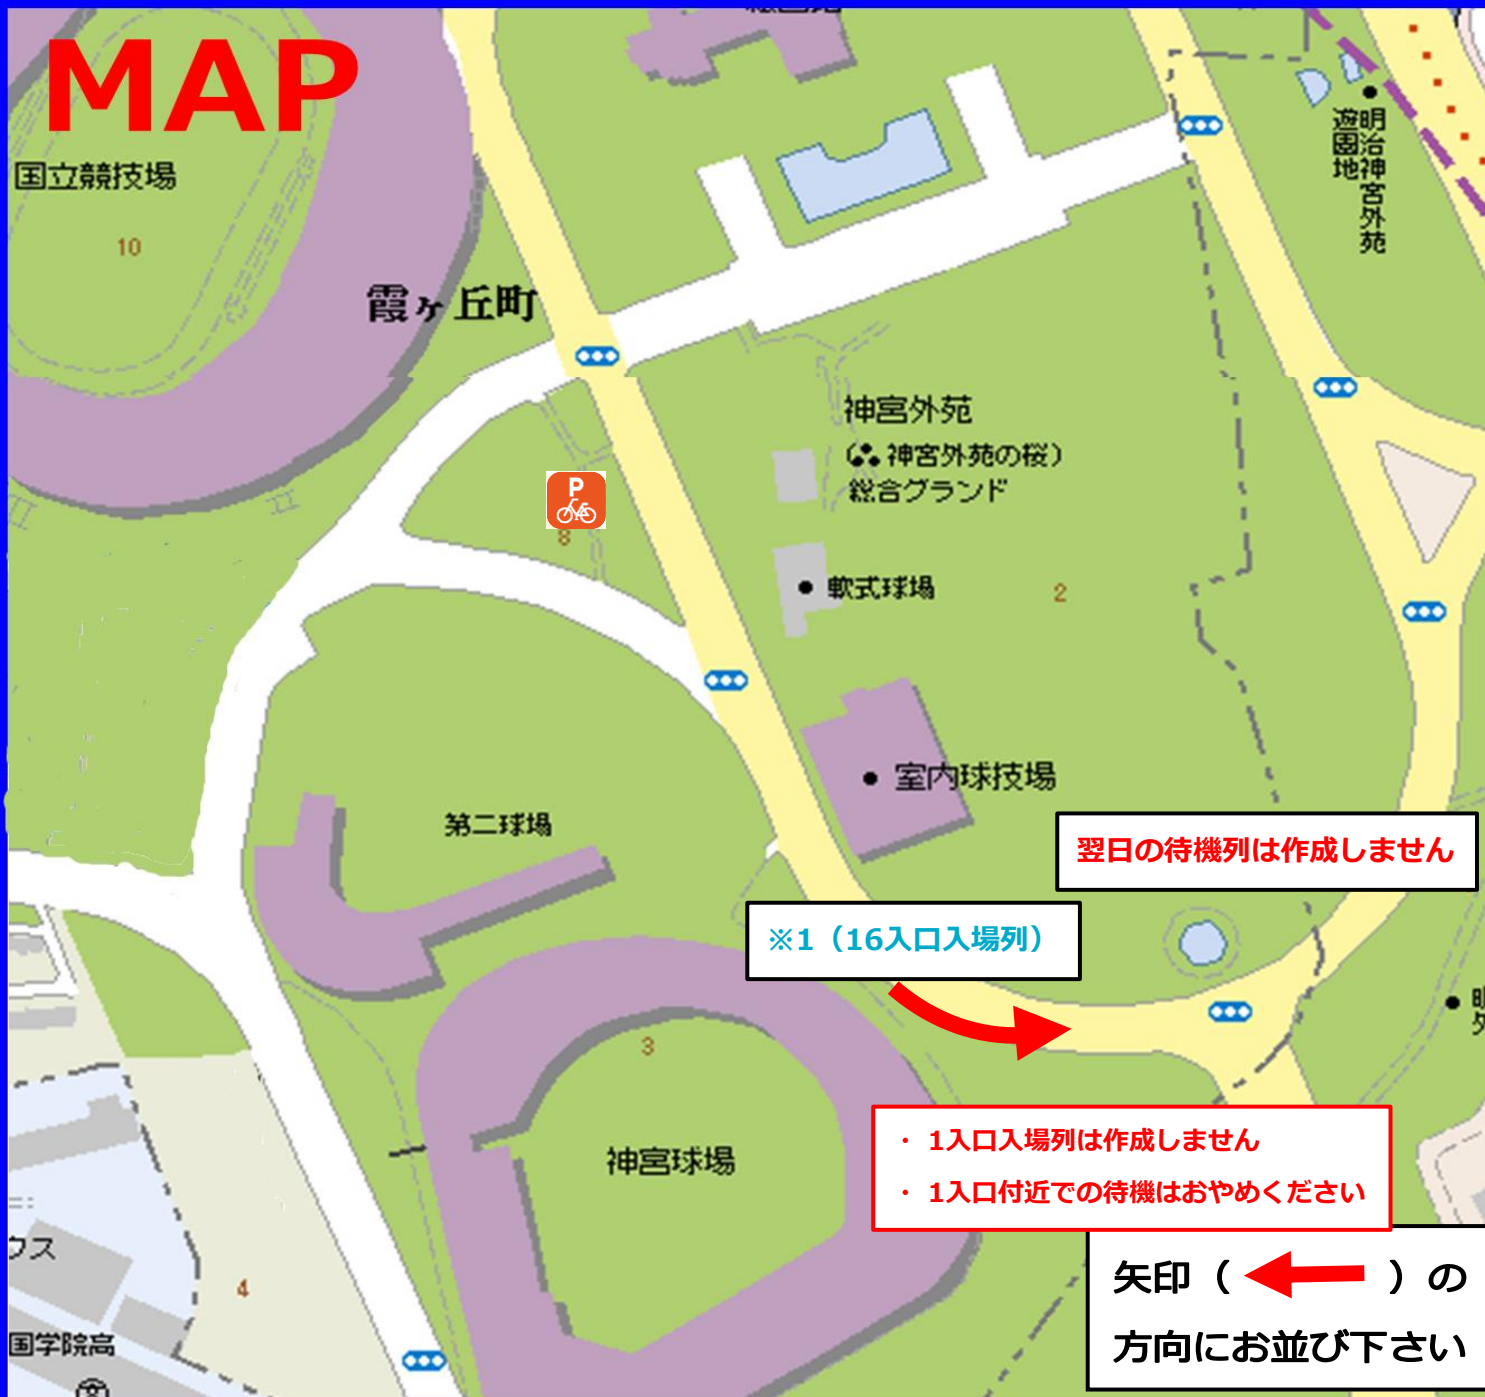 MAP
国立競技場
10
霞ヶ丘町
明治神宮外苑
遊園地
神宮外苑
(神宮外苑の桜)
総合グランド
P
8
軟式球場
2
室内球技場
第二球場
翌日の待機列は作成しません
※1（16入口入場列）
3
神宮球場
・ 1入口入場列は作成しません
・ 1入口付近での待機はおやめください
矢印（ ）の
方向にお並び下さい
ウス
4
国学院高